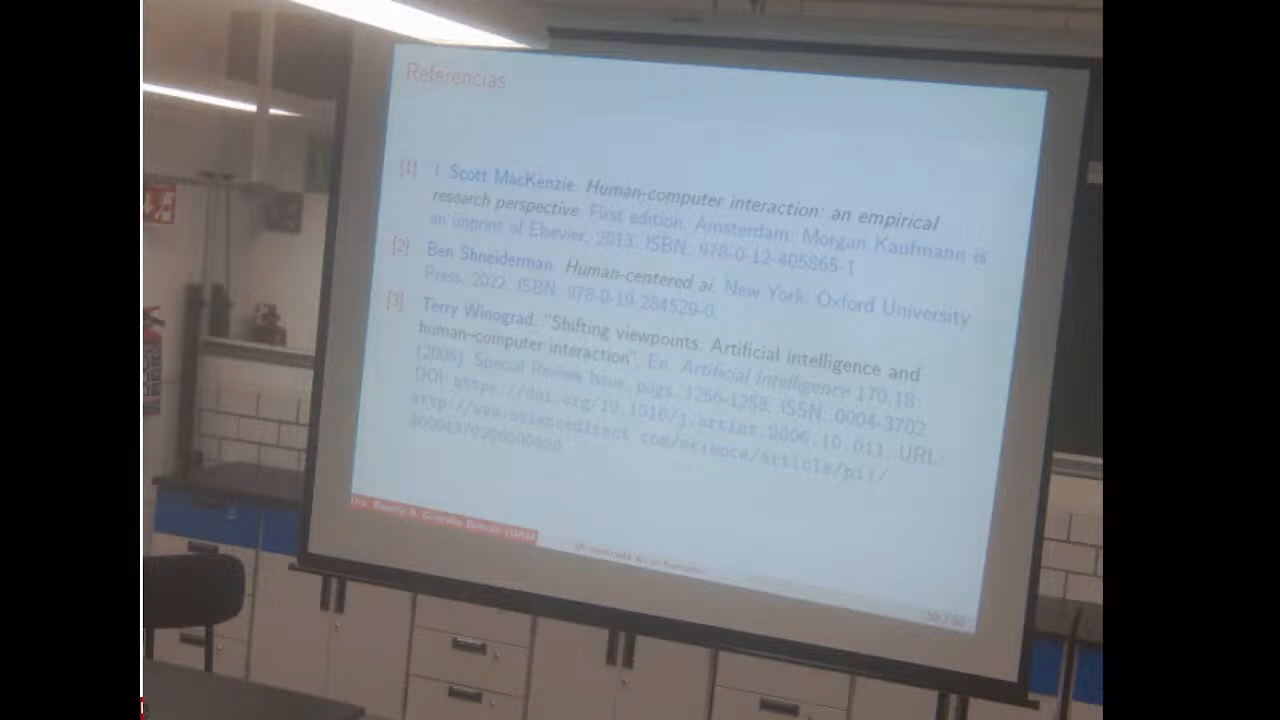 Referencias
[1] I Scott MacKenzie. Human-computer interaction: an empirical
research perspective. First edition. Amsterdam: Morgan Kaufmann is
an imprint of Elsevier, 2013. ISBN: 978-0-12-405865-1
[2] Ben Shneiderman. Human-centered ai. New York: Oxford University
Press, 2022. ISBN: 978-0-19-284529-0.
[3] Terry Winograd. "Shifting viewpoints: Artificial intelligence and
human-computer interaction". En: Artificial Intelligence 170.18
(2006). Special Review Issue, págs. 1256-1258. ISSN: 0004-3702.
DOI: https://doi.org/10.1016/j.artint.2006.10.011. URL:
http://www.sciencedirect.com/science/article/pii/